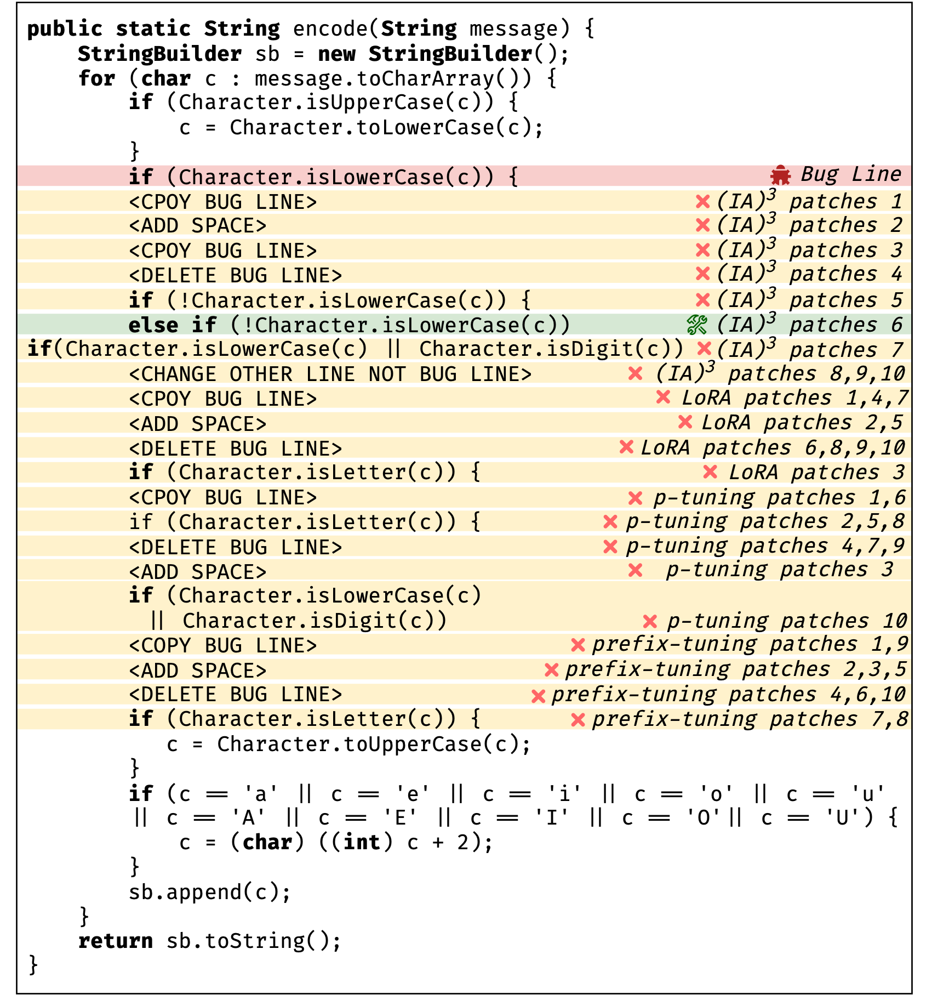 public static String encode(String message) {
StringBuilder sb = new StringBuilder();
for (char c : message.toCharArray()) {
if (Character.isUpperCase(c)) {
c = Character.toLowerCase(c);
}
if (Character.isLowerCase(c)) { Bug Line
<CPOY BUG LINE> (IA)³ patches 1
<ADD SPACE> (IA)³ patches 2
<CPOY BUG LINE> (IA)³ patches 3
<DELETE BUG LINE> (IA)³ patches 4
if (!Character.isLowerCase(c)) { (IA)³ patches 5
else if (!Character.isLowerCase(c)) (IA)³ patches 6
if(Character.isLowerCase(c) || Character.isDigit(c)) (IA)³ patches 7
<CHANGE OTHER LINE NOT BUG LINE> (IA)³ patches 8,9,10
<CPOY BUG LINE> LoRA patches 1,4,7
<ADD SPACE> LoRA patches 2,5
<DELETE BUG LINE> LoRA patches 6,8,9,10
if (Character.isLetter(c)) { LoRA patches 3
<CPOY BUG LINE> p-tuning patches 1,6
if (Character.isLetter(c)) { p-tuning patches 2,5,8
<DELETE BUG LINE> p-tuning patches 4,7,9
<ADD SPACE> p-tuning patches 3
if (Character.isLowerCase(c)
|| Character.isDigit(c)) p-tuning patches 10
<COPY BUG LINE> prefix-tuning patches 1,9
<ADD SPACE> prefix-tuning patches 2,3,5
<DELETE BUG LINE> prefix-tuning patches 4,6,10
if (Character.isLetter(c)) { prefix-tuning patches 7,8
c = Character.toUpperCase(c);
}
if (c == 'a' || c == 'e' || c == 'i' || c == 'o' || c == 'u'
|| c == 'A' || c == 'E' || c == 'I' || c == 'O'|| c == 'U') {
c = (char) ((int) c + 2);
}
sb.append(c);
}
return sb.toString();
}